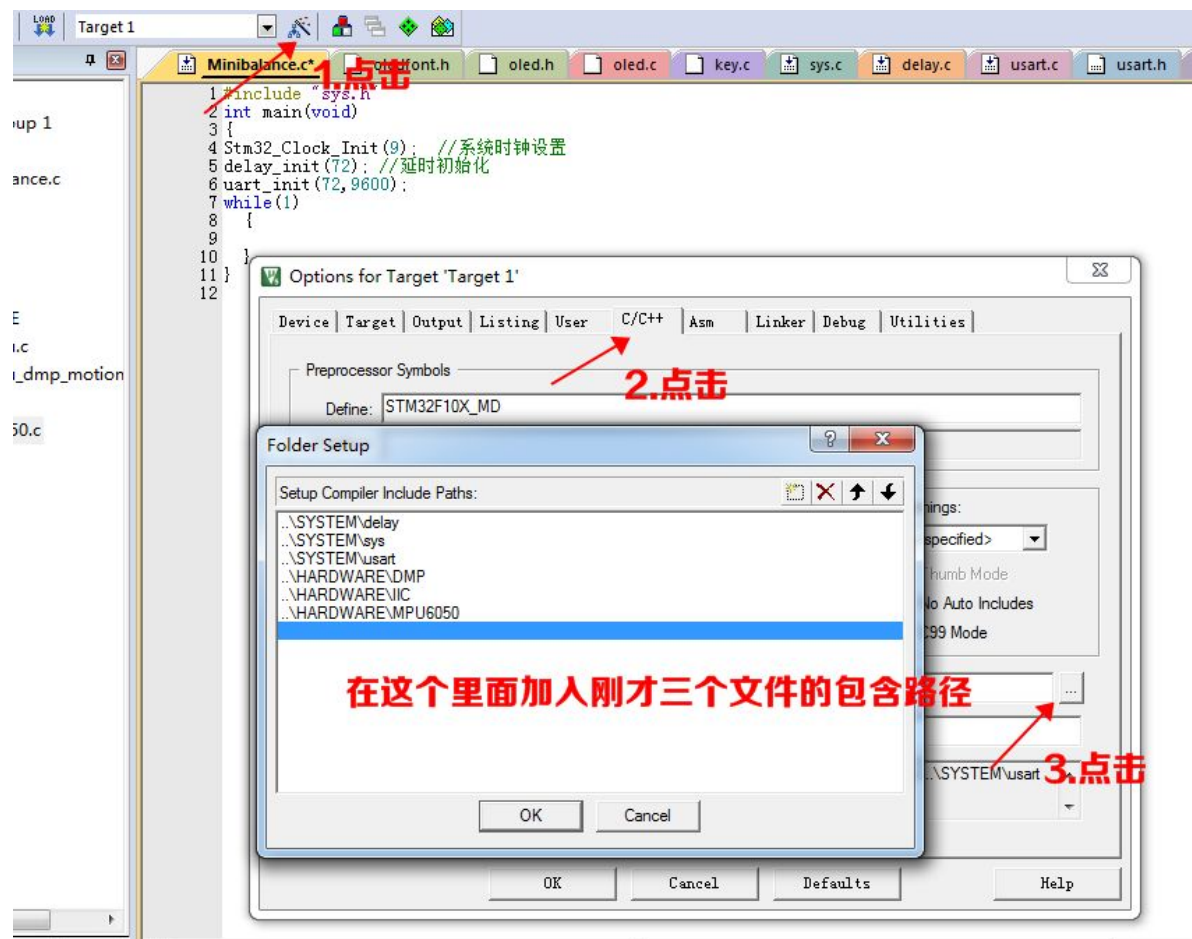 LOAD
Target 1
Minibalance.c* oledfont.h oled.h oled.c key.c sys.c delay.c usart.c usart.h
1.点击
1 #include "sys.h"
2 int main(void)
3 {
4 Stm32_Clock_Init(9); //系统时钟设置
5 delay_init(72); //延时初始化
6 uart_init(72,9600);
7 while(1)
8 {
9
10 }
11 }
12
oup 1
ance.c
E
u.c
u_dmp_motion
50.c
Options for Target 'Target 1'
Device Target Output Listing User C/C++ Asm Linker Debug Utilities
Preprocessor Symbols
2.点击
Define: STM32F10X_MD
Folder Setup
Setup Compiler Include Paths:
..\SYSTEM\delay
..\SYSTEM\sys
..\SYSTEM\usart
..\HARDWARE\DMP
..\HARDWARE\IIC
..\HARDWARE\MPU6050
nings:
specified>
Thumb Mode
No Auto Includes
C99 Mode
在这个里面加入刚才三个文件的包含路径
...
..\SYSTEM\usart
3.点击
OK Cancel
OK Cancel Defaults Help